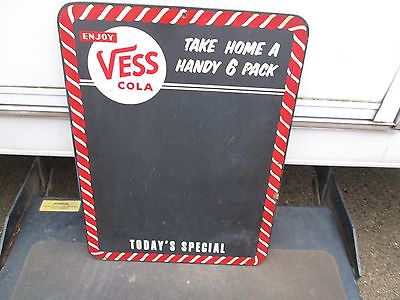 ENJOY
VESS
COLA
TAKE HOME A
HANDY 6 PACK
TODAY'S SPECIAL